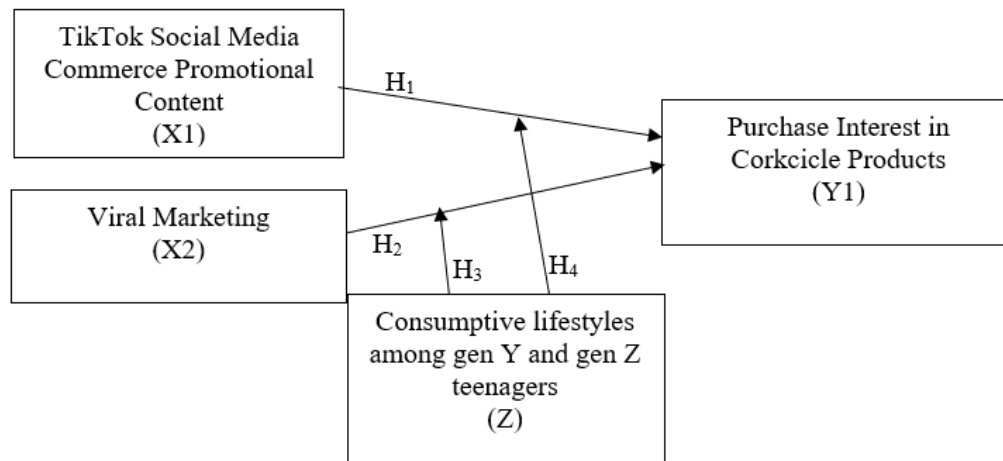 TikTok Social Media
Commerce Promotional
Content
(X1)
H₁
Purchase Interest in
Corkcicle Products
(Y1)
Viral Marketing
(X2)
H₂
H₃
H₄
Consumptive lifestyles
among gen Y and gen Z
teenagers
(Z)